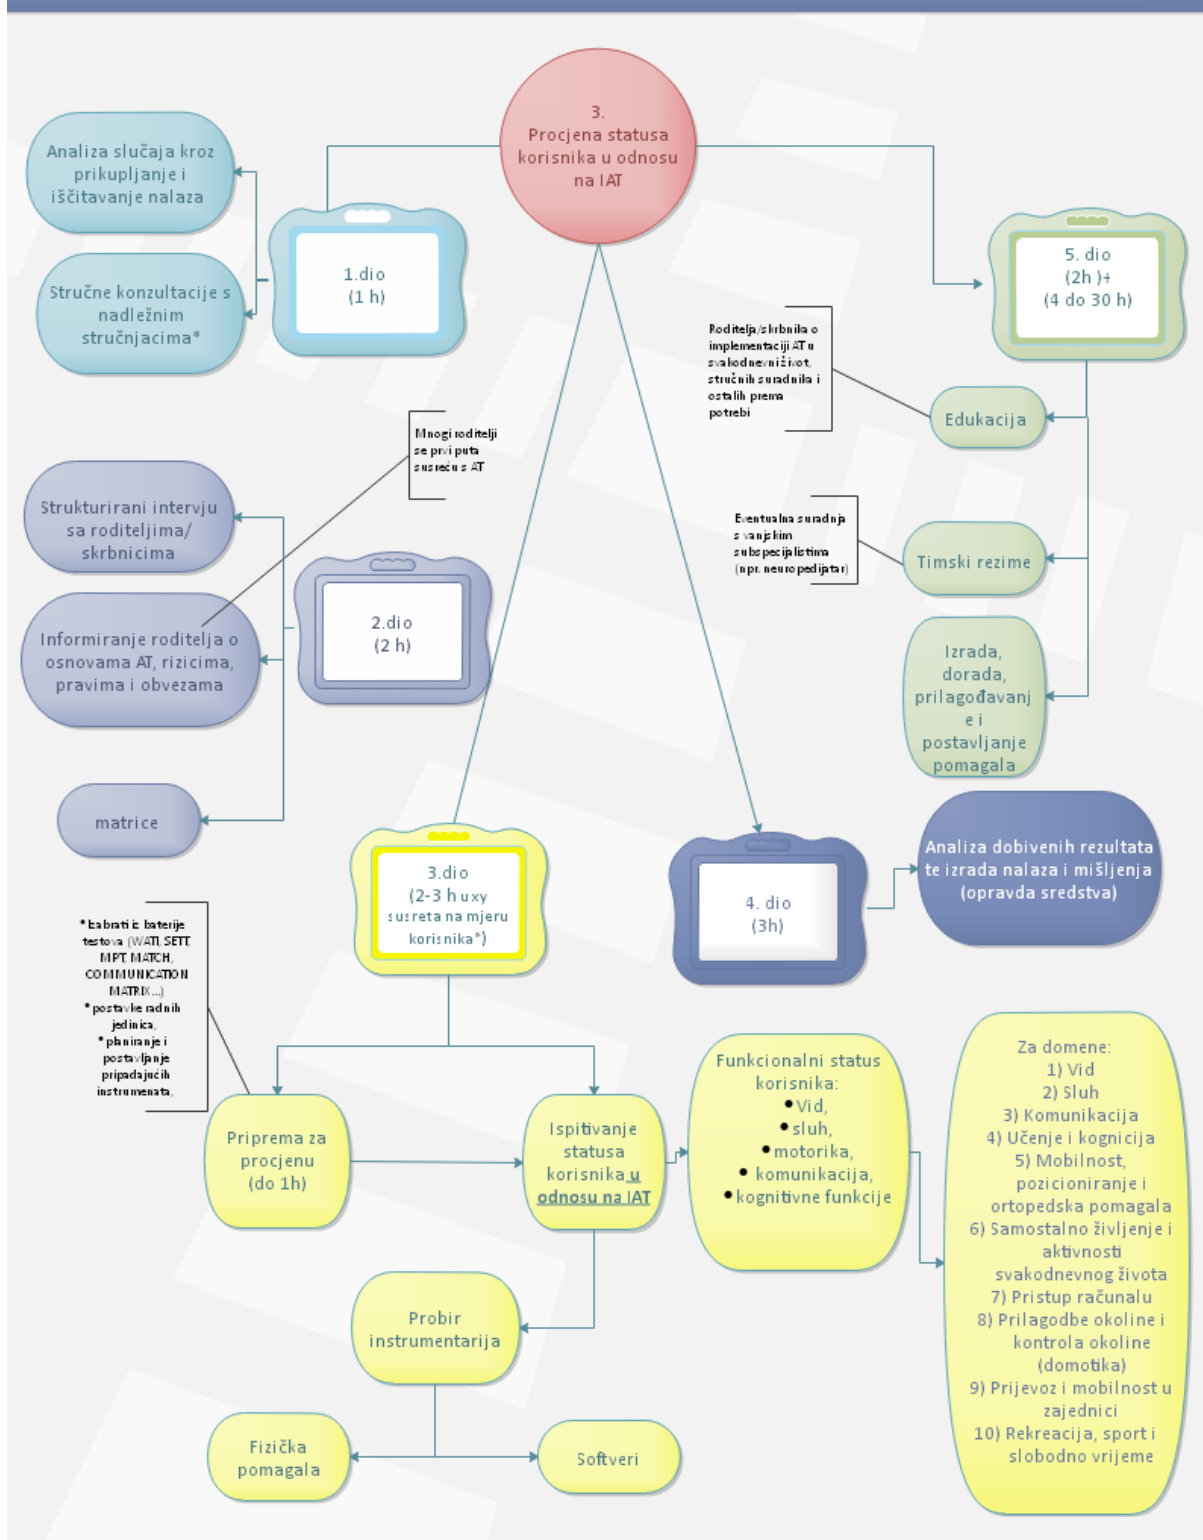 3.
Procjena statusa
korisnika u odnosu
na IAT
Analiza slučaja kroz
prikupljanje i
iščitavanje nalaza
Stručne konzultacije s
nadležnim
stručnjacima*
1.dio
(1 h)
5. dio
(2h )+
(4 do 30 h)
Roditelja/skrbnika o
implementaciji AT u
svakodnevni život,
stručnih suradnika i
ostalih prema
potrebi
Edukacija
Eventualna suradnja
s vanjskim
subspecijalistima
(npr. neuropedijatar)
Timski rezime
Izrada,
dorada,
prilagođavanj
e i
postavljanje
pomagala
Mnogi roditelji
se prvi puta
susreću s AT
Strukturirani intervju
sa roditeljima/
skrbnicima
Informiranje roditelja o
osnovama AT, rizicima,
pravima i obvezama
matrice
2.dio
(2 h)
3.dio
(2-3 h uxy
susreta na mjeru
korisnika*)
4. dio
(3h)
Analiza dobivenih rezultata
te izrada nalaza i mišljenja
(opravda sredstva)
* Izabrati iz baterije
testova (WATI, SETT,
MPT, MATCH,
COMMUNICATION
MATRIX...)
* postavke radnih
jedinica,
* planiranje i
postavljanje
pripadajućih
instrumenata,
Priprema za
procjenu
(do 1h)
Ispitivanje
statusa
korisnika u
odnosu na IAT
Funkcionalni status
korisnika:
• Vid,
• sluh,
• motorika,
• komunikacija,
• kognitivne funkcije
Za domene:
1) Vid
2) Sluh
3) Komunikacija
4) Učenje i kognicija
5) Mobilnost,
pozicioniranje i
ortopedska pomagala
6) Samostalno življenje i
aktivnosti
svakodnevnog života
7) Pristup računalu
8) Prilagodbe okoline i
kontrola okoline
(domotika)
9) Prijevoz i mobilnost u
zajednici
10) Rekreacija, sport i
slobodno vrijeme
Probir
instrumentarija
Fizička
pomagala
Softveri